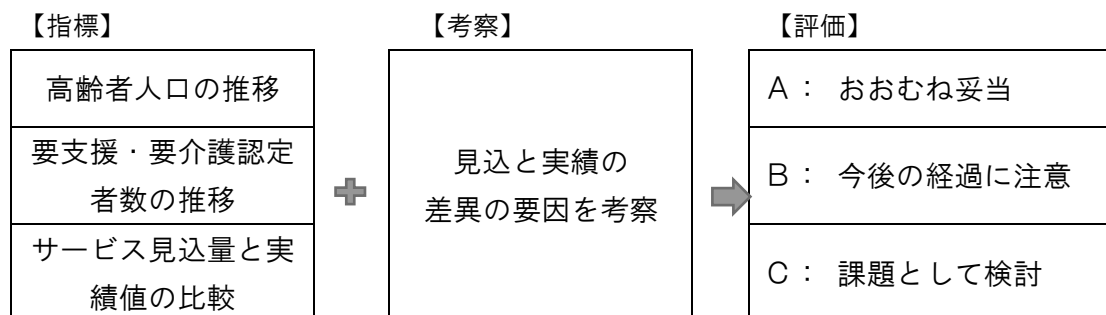 【指標】
高齢者人口の推移
要支援・要介護認定
者数の推移
サービス見込量と実
績値の比較
【考察】
見込と実績の
差異の要因を考察
【評価】
A： おおむね妥当
B： 今後の経過に注意
C： 課題として検討